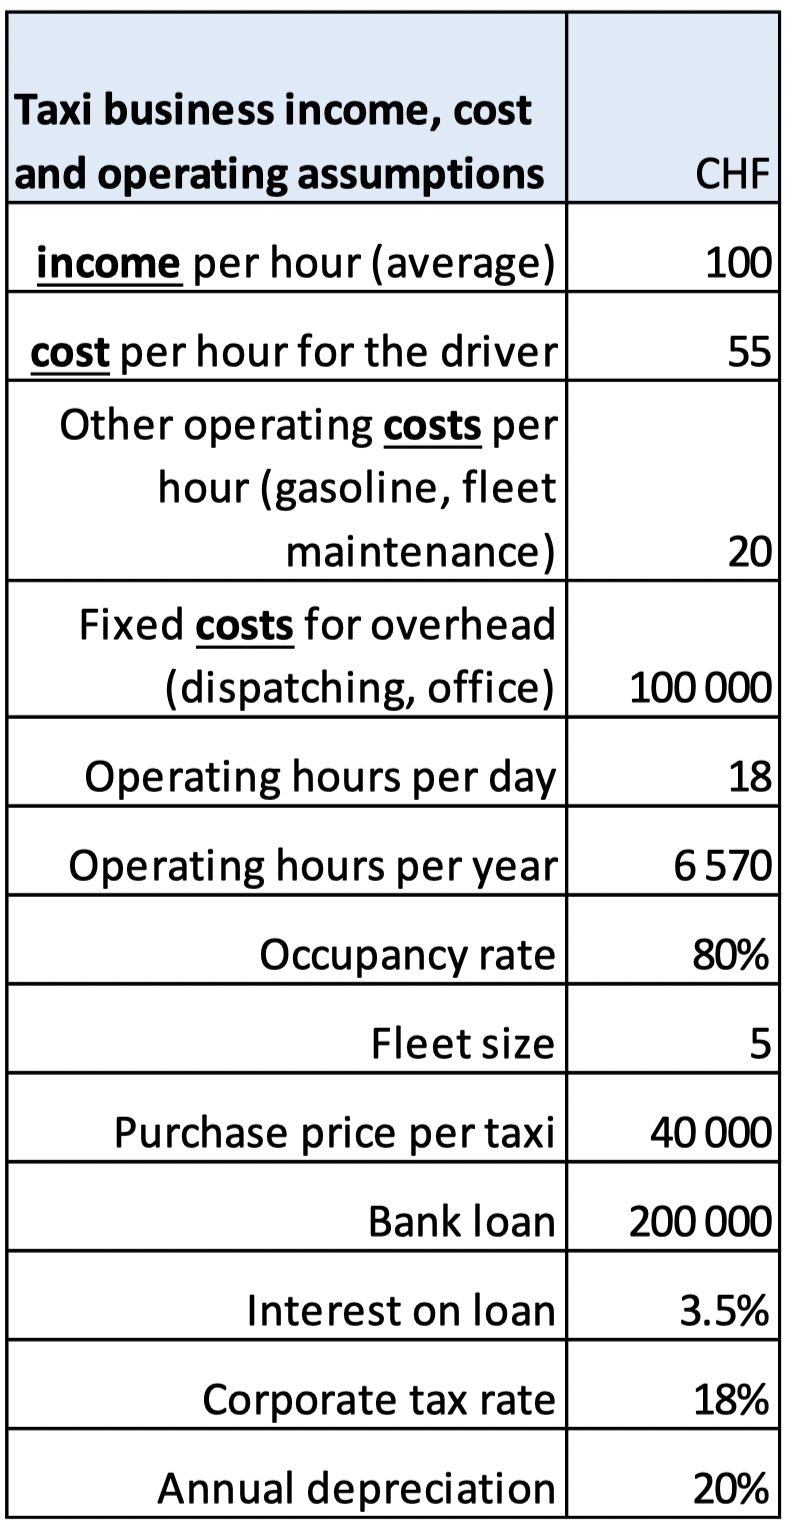 Taxi business income, cost
and operating assumptions CHF
income per hour (average) 100
cost per hour for the driver 55
Other operating costs per
hour (gasoline, fleet
maintenance) 20
Fixed costs for overhead
(dispatching, office) 100 000
Operating hours per day 18
Operating hours per year 6 570
Occupancy rate 80%
Fleet size 5
Purchase price per taxi 40 000
Bank loan 200 000
Interest on loan 3.5%
Corporate tax rate 18%
Annual depreciation 20%